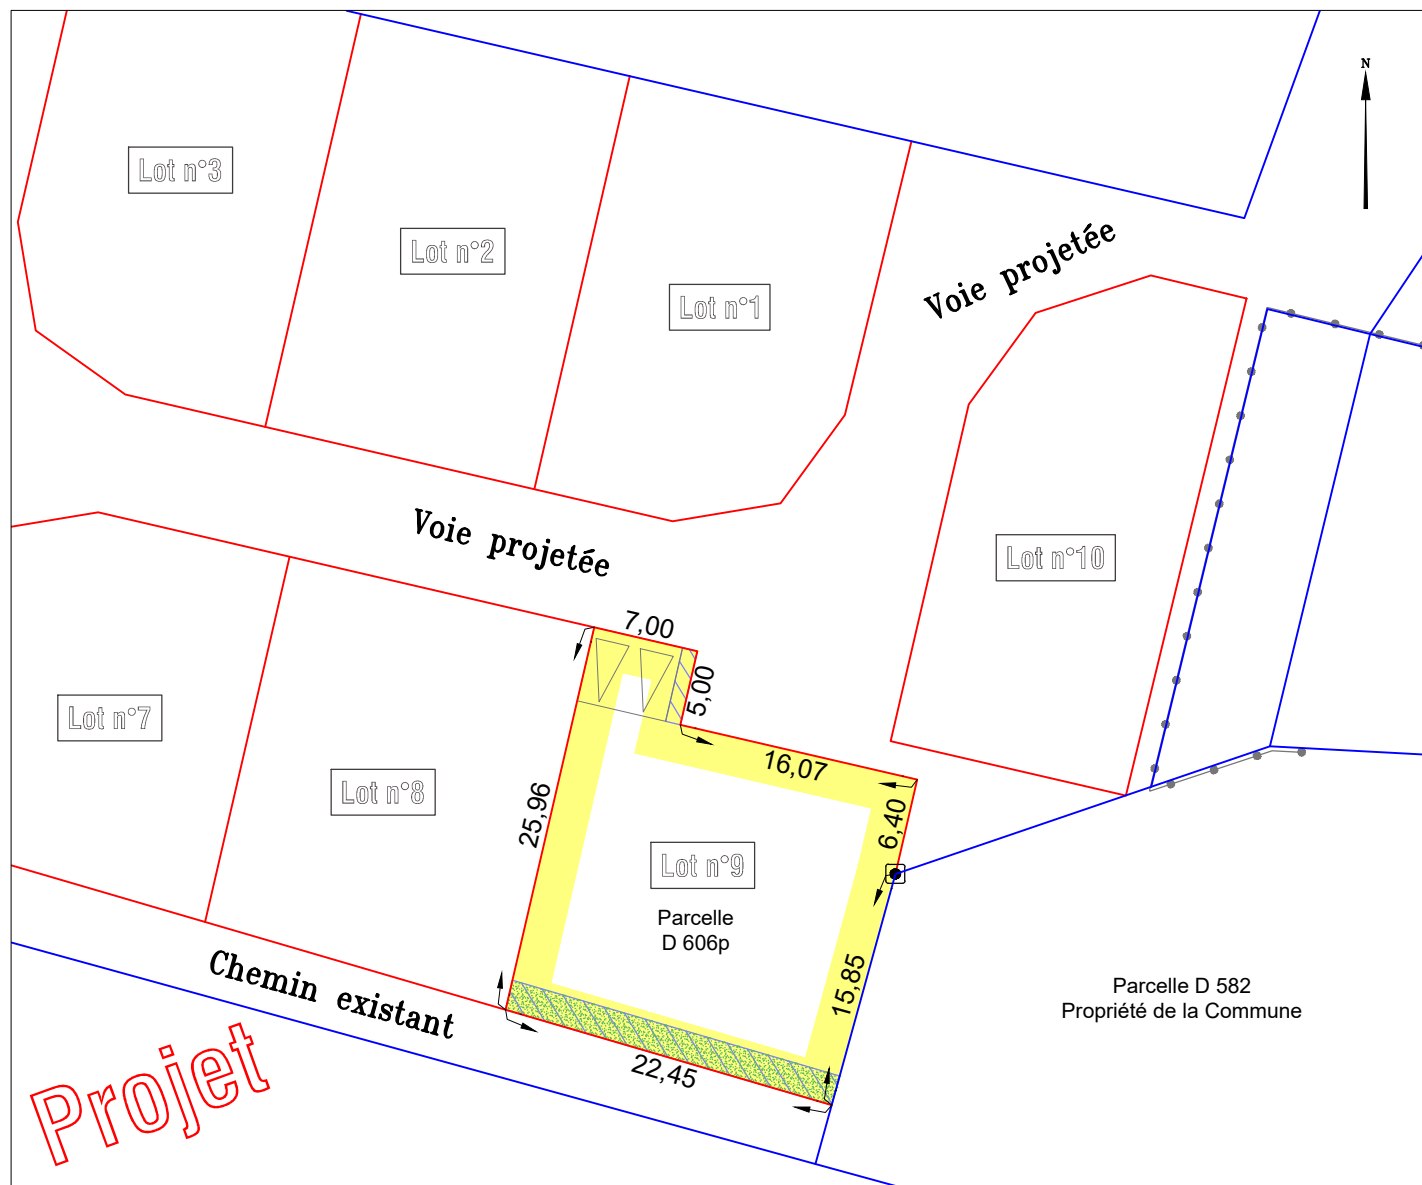 N
Lot n°3
Lot n°2
Lot n°1
Voie projetée
Voie projetée
Lot n°10
7,00
5,00
16,07
Lot n°7
Lot n°8
25,96
6,40
Lot n°9
Parcelle
D 606p
15,85
Chemin existant
22,45
Parcelle D 582
Propriété de la Commune
Projet